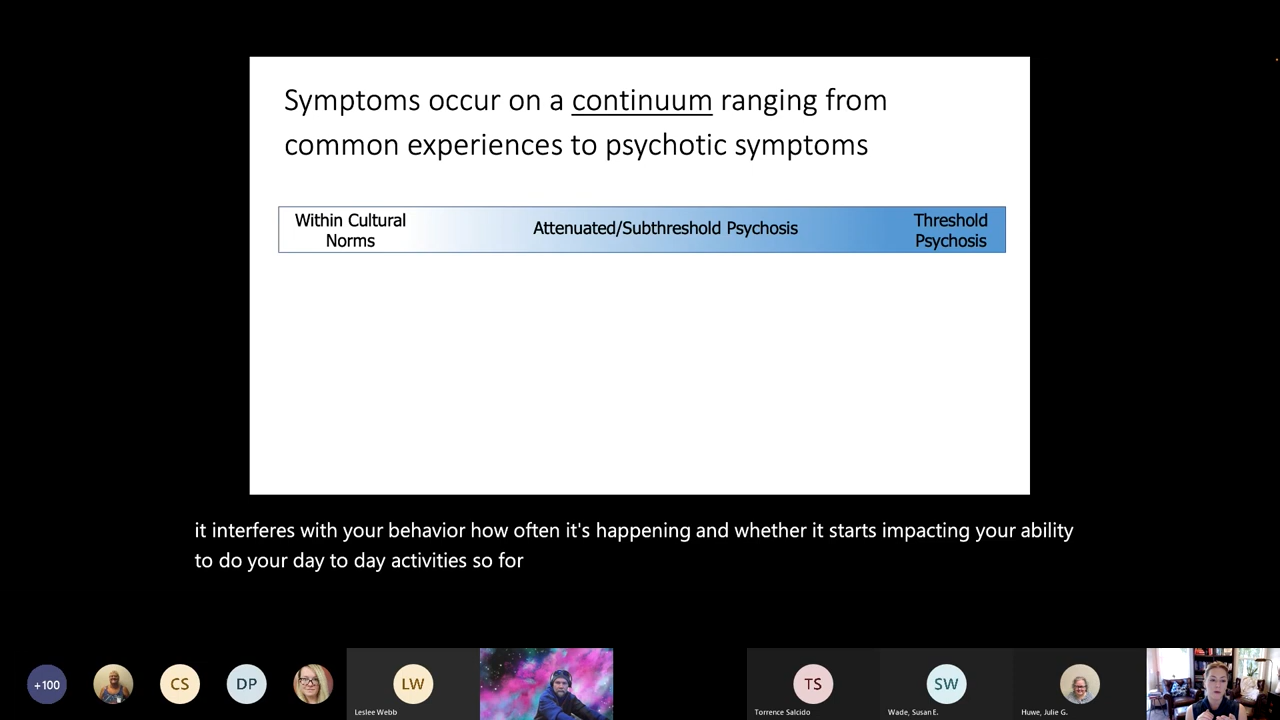 Symptoms occur on a continuum ranging from
common experiences to psychotic symptoms
Within Cultural
Norms
Attenuated/Subthreshold Psychosis
Threshold
Psychosis
it interferes with your behavior how often it's happening and whether it starts impacting your ability
to do your day to day activities so for
+100
CS
DP
LW
Leslee Webb
TS
Torrence Salcido
SW
Wade, Susan E.
Huwe, Julie G.